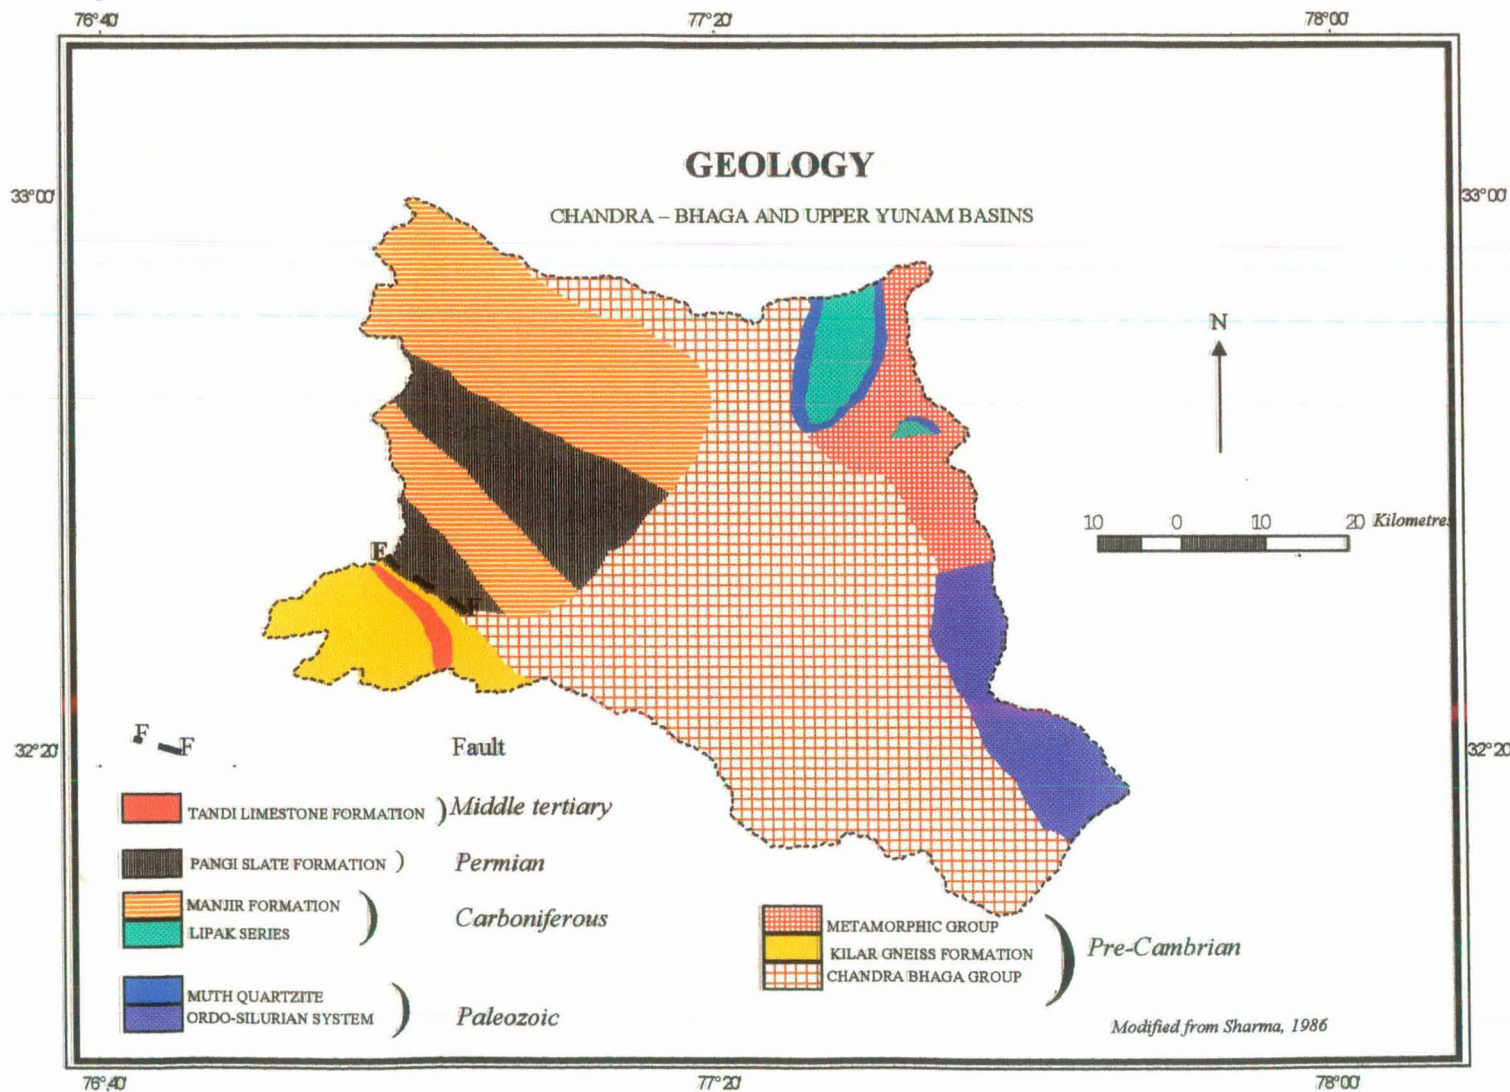 76°40'
77°20'
78°00'
GEOLOGY
33°00'
33°00'
CHANDRA – BHAGA AND UPPER YUNAM BASINS
N
10 0 10 20 Kilometres
F
F
32°20'
32°20'
F F Fault
TANDI LIMESTONE FORMATION ) Middle tertiary
PANGI SLATE FORMATION ) Permian
MANJIR FORMATION
LIPAK SERIES
) Carboniferous
MUTH QUARTZITE
ORDO-SILURIAN SYSTEM
) Paleozoic
METAMORPHIC GROUP
KILAR GNEISS FORMATION
CHANDRA BHAGA GROUP
) Pre-Cambrian
Modified from Sharma, 1986
76°40'
77°20'
78°00'